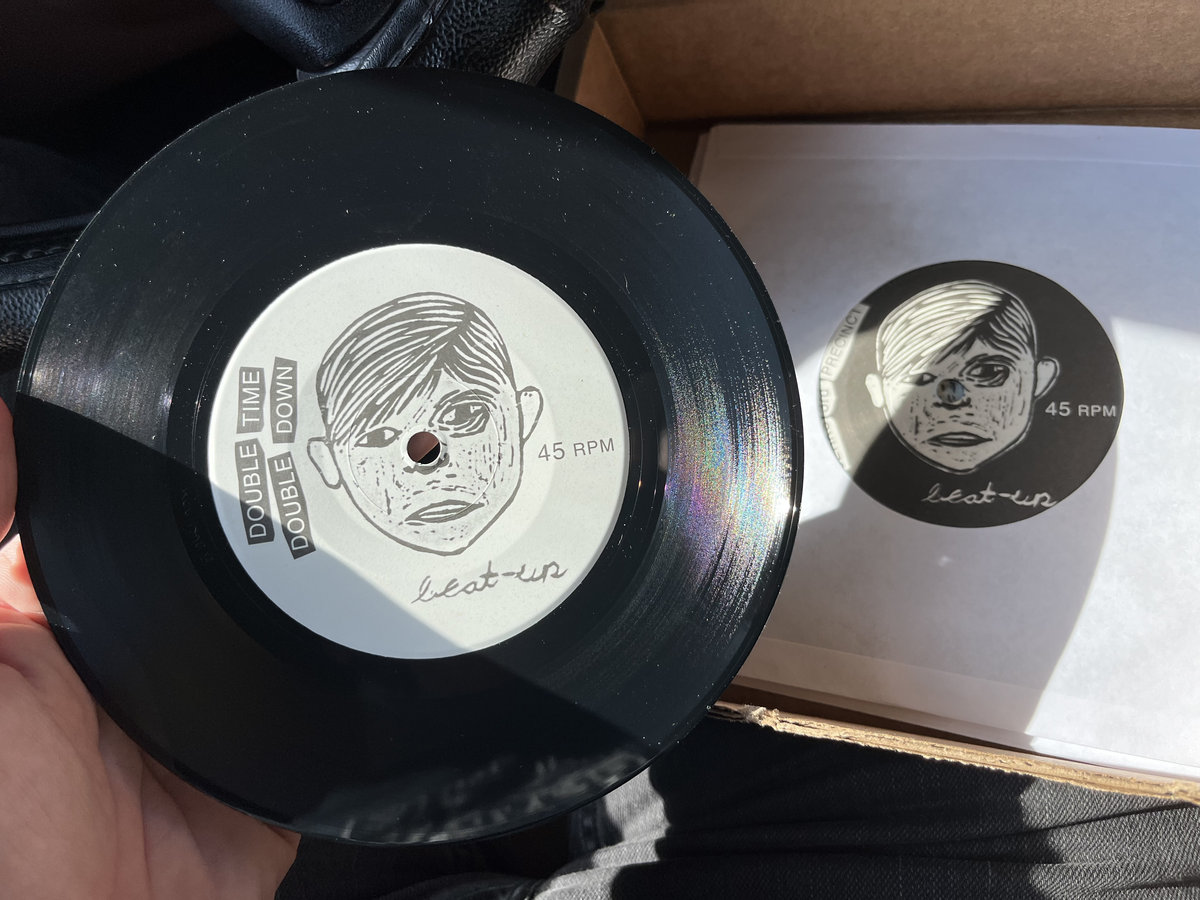 DOUBLE TIME
DOUBLE DOWN
45 RPM
beat-up
PRECINCT
45 RPM
beat-up